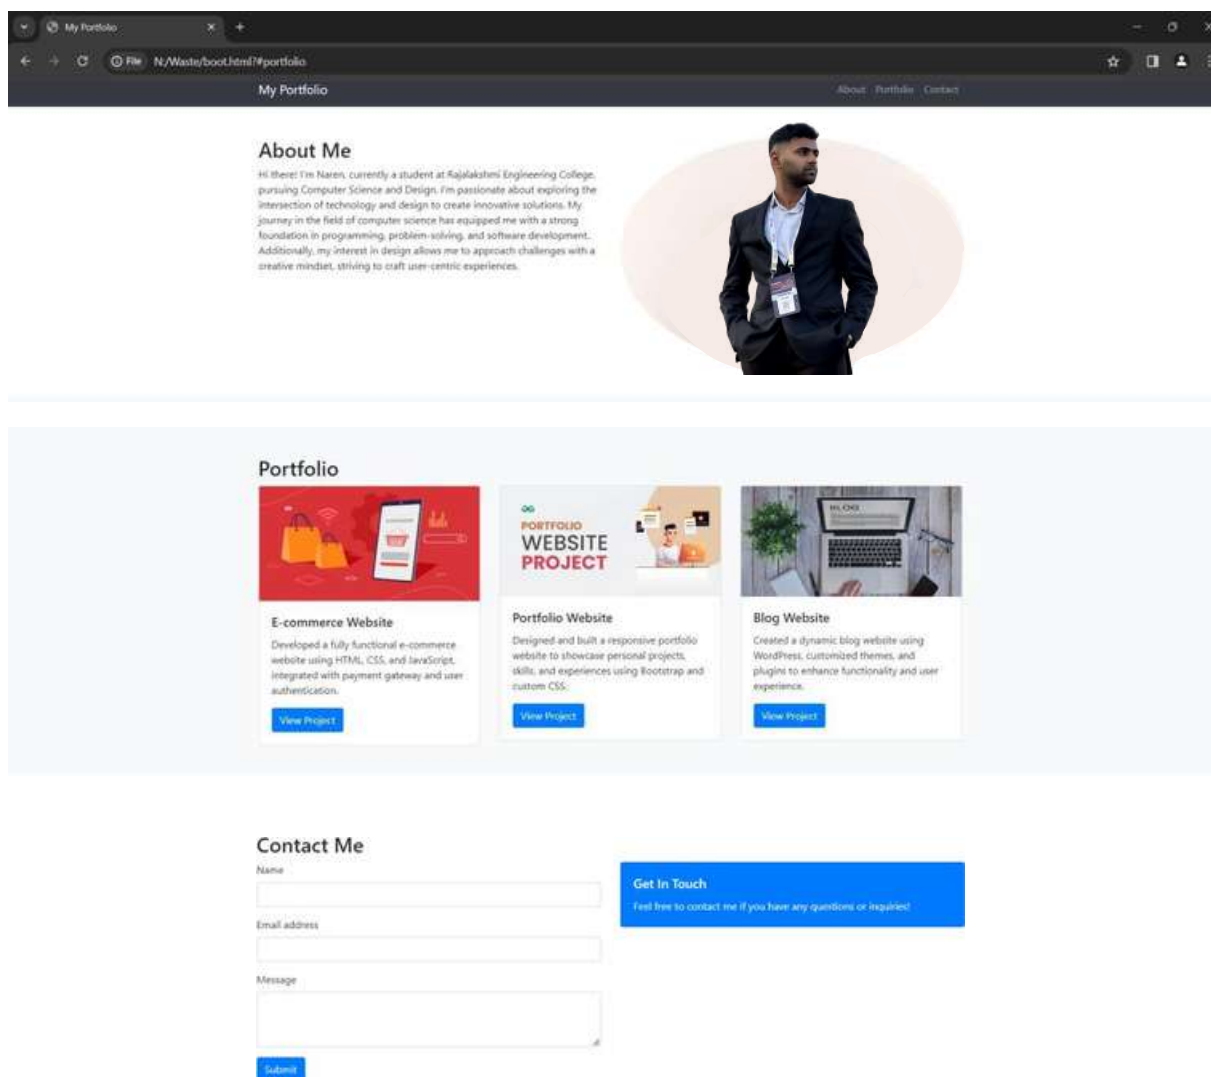 My Portfolio
File N:/Waste/boot.html?#portfolio
My Portfolio
About Portfolio Contact
About Me
Hi there! I'm Naren, currently a student at Rajalakshmi Engineering College,
pursuing Computer Science and Design. I'm passionate about exploring the
intersection of technology and design to create innovative solutions. My
journey in the field of computer science has equipped me with a strong
foundation in programming, problem-solving, and software development.
Additionally, my interest in design allows me to approach challenges with a
creative mindset, striving to craft user-centric experiences.
Portfolio
PORTFOLIO
WEBSITE
PROJECT
BLOG
E-commerce Website
Developed a fully functional e-commerce
website using HTML, CSS, and JavaScript,
integrated with payment gateway and user
authentication.
View Project
Portfolio Website
Designed and built a responsive portfolio
website to showcase personal projects,
skills, and experiences using Bootstrap and
custom CSS.
View Project
Blog Website
Created a dynamic blog website using
WordPress, customized themes, and
plugins to enhance functionality and user
experience.
View Project
Contact Me
Name
Email address
Message
Submit
Get In Touch
Feel free to contact me if you have any questions or inquiries!